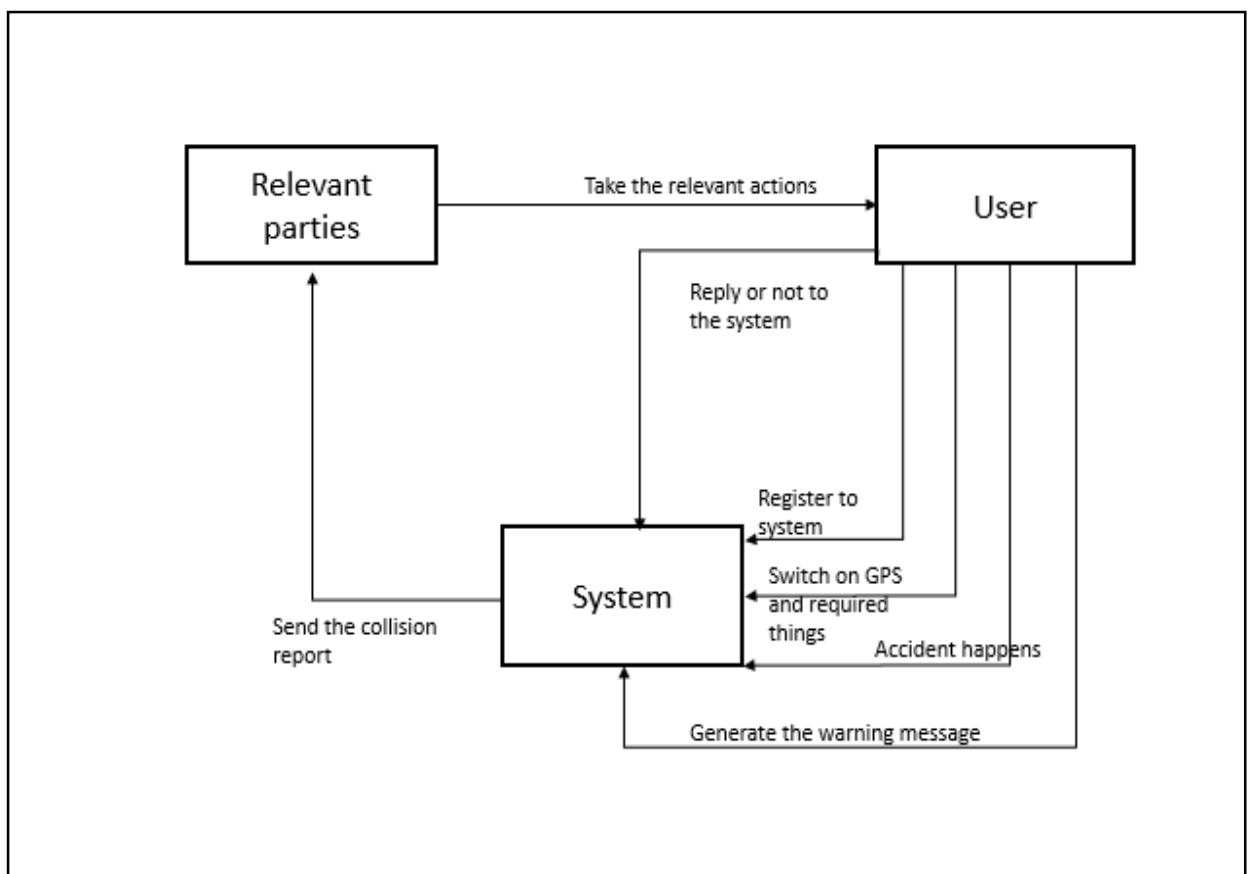 Relevant
parties
Take the relevant actions
User
Reply or not to
the system
Register to
system
Switch on GPS
and required
things
System
Send the collision
report
Accident happens
Generate the warning message